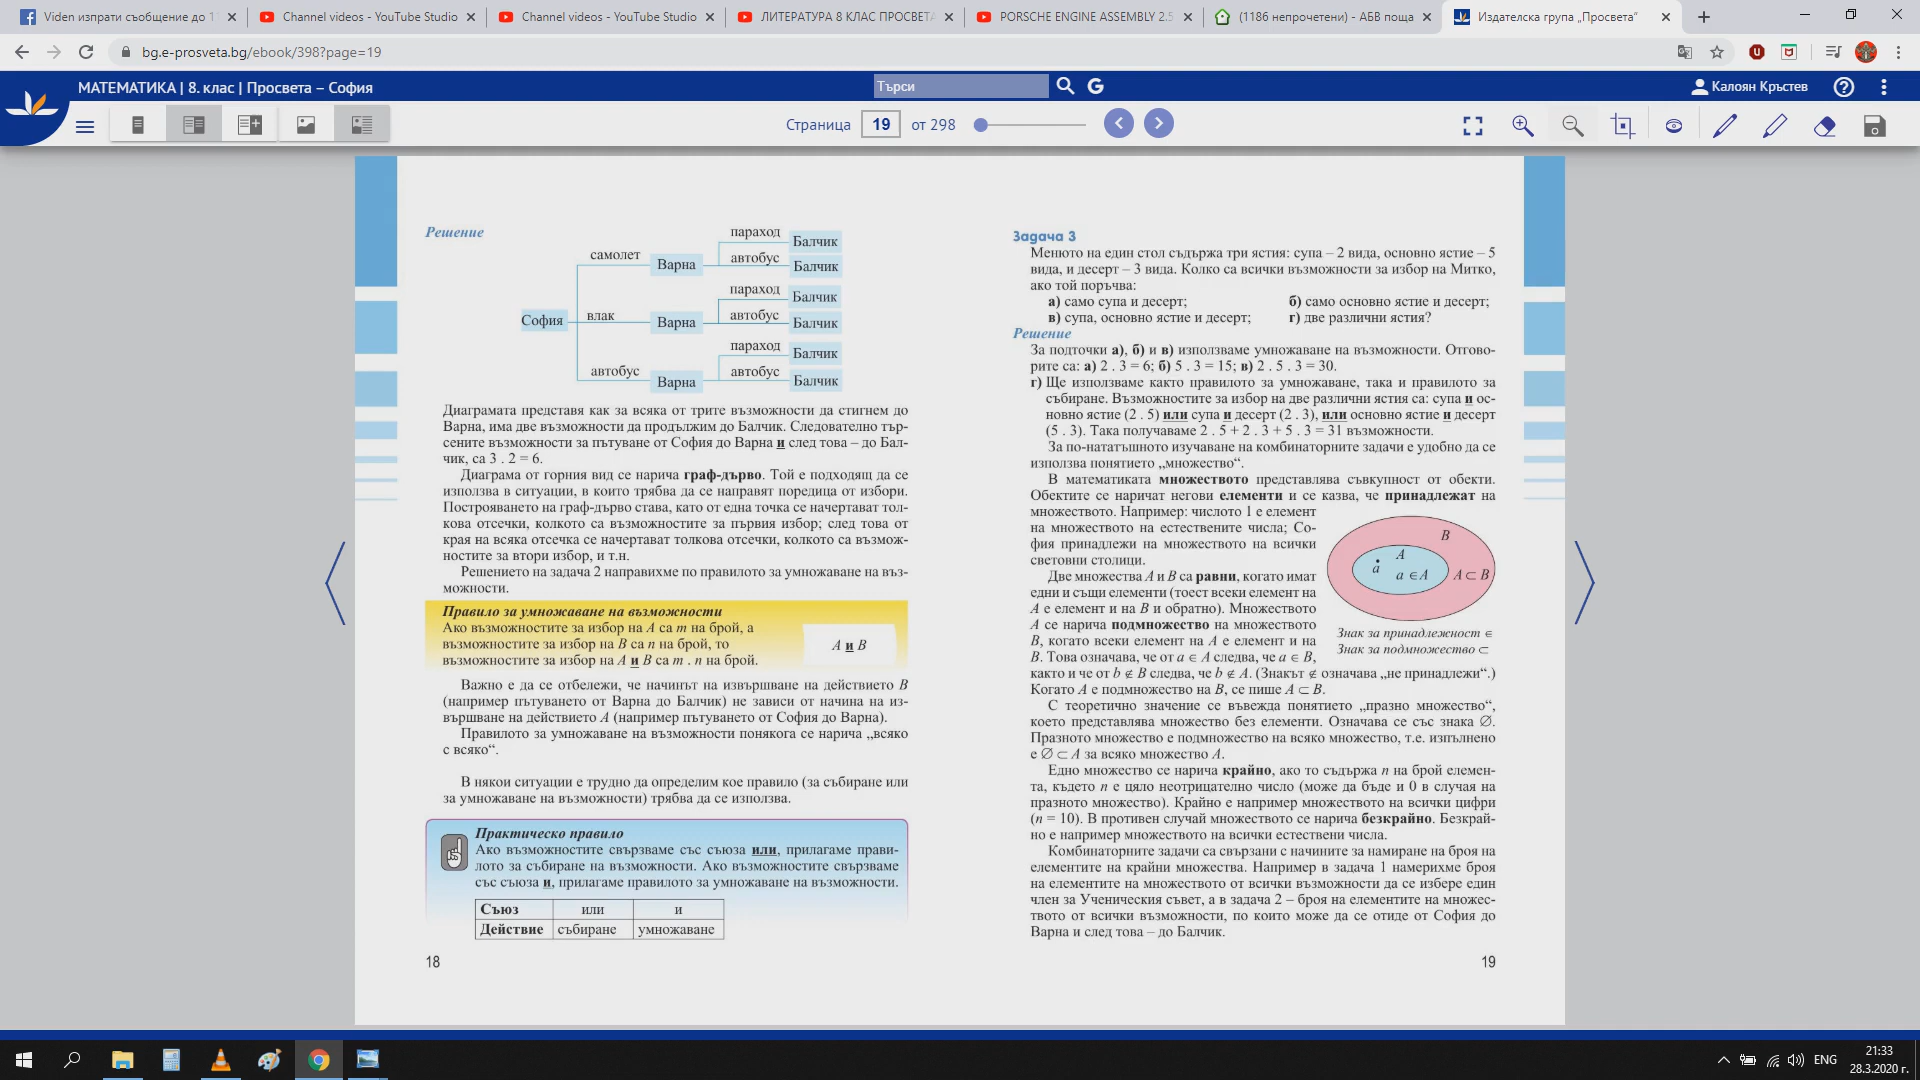 Viden изпрати съобщение до 1
Channel videos - YouTube Studio
Channel videos - YouTube Studio
ЛИТЕРАТУРА 8 КЛАС ПРОСВЕТА
PORSCHE ENGINE ASSEMBLY 2.5
(1186 непрочетени) - АБВ поща
Издателска група „Просвета“
bg.e-prosveta.bg/ebook/398?page=19
МАТЕМАТИКА | 8. клас | Просвета – София
Търси
Калоян Кръстев
Страница 19 от 298
Решение
София
самолет
Варна
параход
Балчик
автобус
Балчик
влак
Варна
параход
Балчик
автобус
Балчик
автобус
Варна
параход
Балчик
автобус
Балчик
Диаграмата представя как за всяка от трите възможности да стигнем до
Варна, има две възможности да продължим до Балчик. Следователно тър-
сените възможности за пътуване от София до Варна и след това – до Бал-
чик, са 3 . 2 = 6.
Диаграма от горния вид се нарича граф-дърво. Той е подходящ да се
използва в ситуации, в които трябва да се направят поредица от избори.
Построяването на граф-дърво става, като от една точка се начертават тол-
кова отсечки, колкото са възможностите за първия избор; след това от
края на всяка отсечка се начертават толкова отсечки, колкото са възмож-
ностите за втори избор, и т.н.
Решението на задача 2 направихме по правилото за умножаване на въз-
можности.
Правило за умножаване на възможности
Ако възможностите за избор на A са m на брой, а
възможностите за избор на B са n на брой, то
възможностите за избор на A и B са m . n на брой.
A и B
Важно е да се отбележи, че начинът на извършване на действието B
(например пътуването от Варна до Балчик) не зависи от начина на из-
вършване на действието A (например пътуването от София до Варна).
Правилото за умножаване на възможности понякога се нарича „всяко
с всяко“.
В някои ситуации е трудно да определим кое правило (за събиране или
за умножаване на възможности) трябва да се използва.
Практическо правило
Ако възможностите свързваме със съюза или, прилагаме прави-
лото за събиране на възможности. Ако възможностите свързваме
със съюза и, прилагаме правилото за умножаване на възможности.
Съюз или и
Действие събиране умножаване
18
Задача 3
Менюто на един стол съдържа три ястия: супа – 2 вида, основно ястие – 5
вида, и десерт – 3 вида. Колко са всички възможности за избор на Митко,
ако той поръчва:
а) само супа и десерт; б) само основно ястие и десерт;
в) супа, основно ястие и десерт; г) две различни ястия?
Решение
За подточки а), б) и в) използваме умножаване на възможности. Отгово-
рите са: а) 2 . 3 = 6; б) 5 . 3 = 15; в) 2 . 5 . 3 = 30.
г) Ще използваме както правилото за умножаване, така и правилото за
събиране. Възможностите за избор на две различни ястия са: супа и ос-
новно ястие (2 . 5) или супа и десерт (2 . 3), или основно ястие и десерт
(5 . 3). Така получаваме 2 . 5 + 2 . 3 + 5 . 3 = 31 възможности.
За по-нататъшното изучаване на комбинаторните задачи е удобно да се
използва понятието „множество“.
В математиката множеството представлява съвкупност от обекти.
Обектите се наричат негови елементи и се казва, че принадлежат на
множеството. Например: числото 1 е елемент
на множеството на естествените числа; Со-
фия принадлежи на множеството на всички
световни столици.
Две множества A и B са равни, когато имат
едни и същи елементи (тоест всеки елемент на
A е елемент и на B и обратно). Множеството
A се нарича подмножество на множеството
B, когато всеки елемент на A е елемент и на
B. Това означава, че от a ∈ A следва, че a ∈ B,
както и че от b ∉ B следва, че b ∉ A. (Знакът ∉ означава „не принадлежи“.)
Когато A е подмножество на B, се пише A ⊂ B.
B
A
a
a ∈ A
A ⊂ B
Знак за принадлежност ∈
Знак за подмножество ⊂
С теоретично значение се въвежда понятието „празно множество“,
което представлява множество без елементи. Означава се със знака ∅.
Празното множество е подмножество на всяко множество, т.е. изпълнено
е ∅ ⊂ A за всяко множество A.
Едно множество се нарича крайно, ако то съдържа n на брой елемен-
та, където n е цяло неотрицателно число (може да бъде и 0 в случая на
празното множество). Крайно е например множеството на всички цифри
(n = 10). В противен случай множеството се нарича безкрайно. Безкрай-
но е например множеството на всички естествени числа.
Комбинаторните задачи са свързани с начините за намиране на броя на
елементите на крайни множества. Например в задача 1 намерихме броя
на елементите на множеството от всички възможности да се избере един
член за Ученическия съвет, а в задача 2 – броя на елементите на множес-
твото от всички възможности, по които може да се отиде от София до
Варна и след това – до Балчик.
19
ENG
21:33
28.3.2020 г.